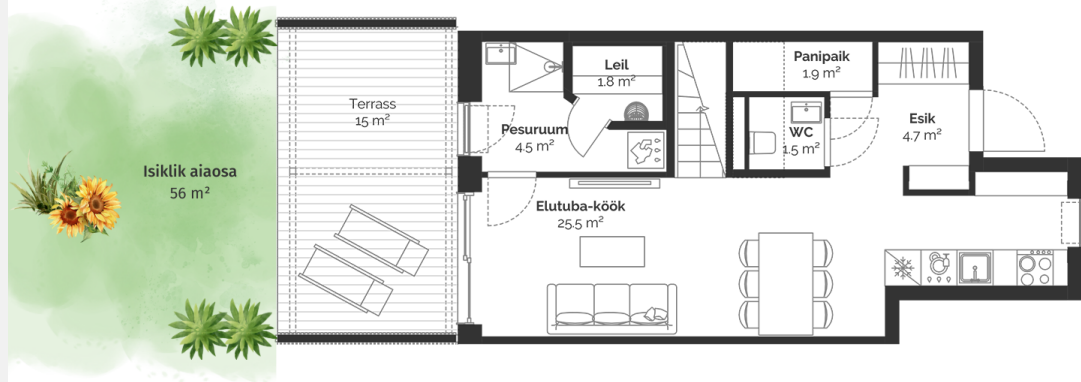 Isiklik aiaosa
56 m²
Terrass
15 m²
Pesuruum
4.5 m²
Leil
1.8 m²
Elutuba-köök
25.5 m²
Panipaik
1.9 m²
WC
1.5 m²
Esik
4.7 m²